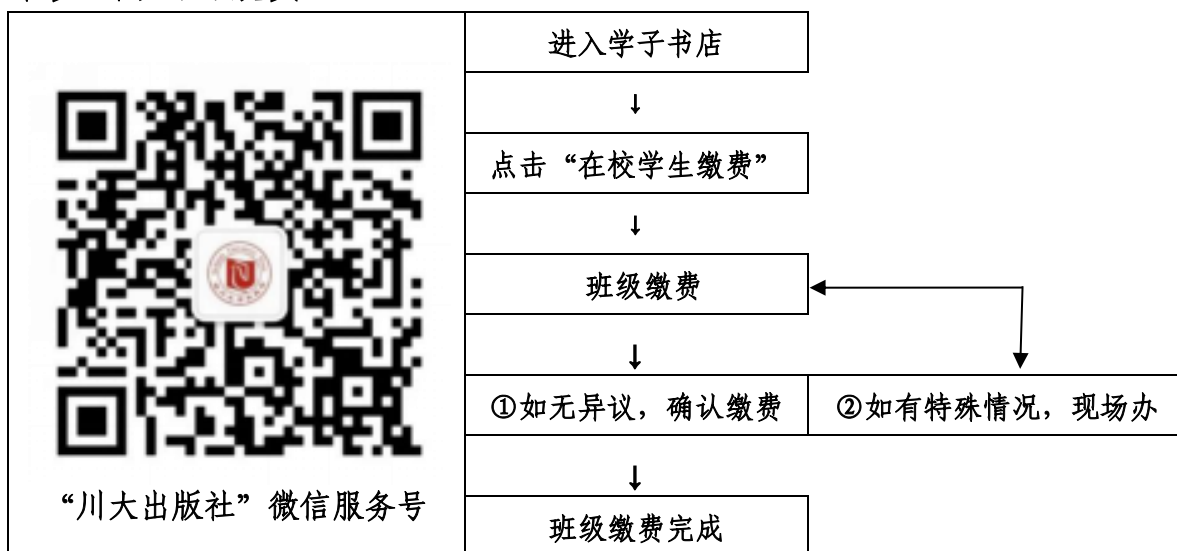 进入学子书店
↓
点击“在校学生缴费”
↓
班级缴费
↓
①如无异议，确认缴费
②如有特殊情况，现场办
↓
班级缴费完成
“川大出版社”微信服务号